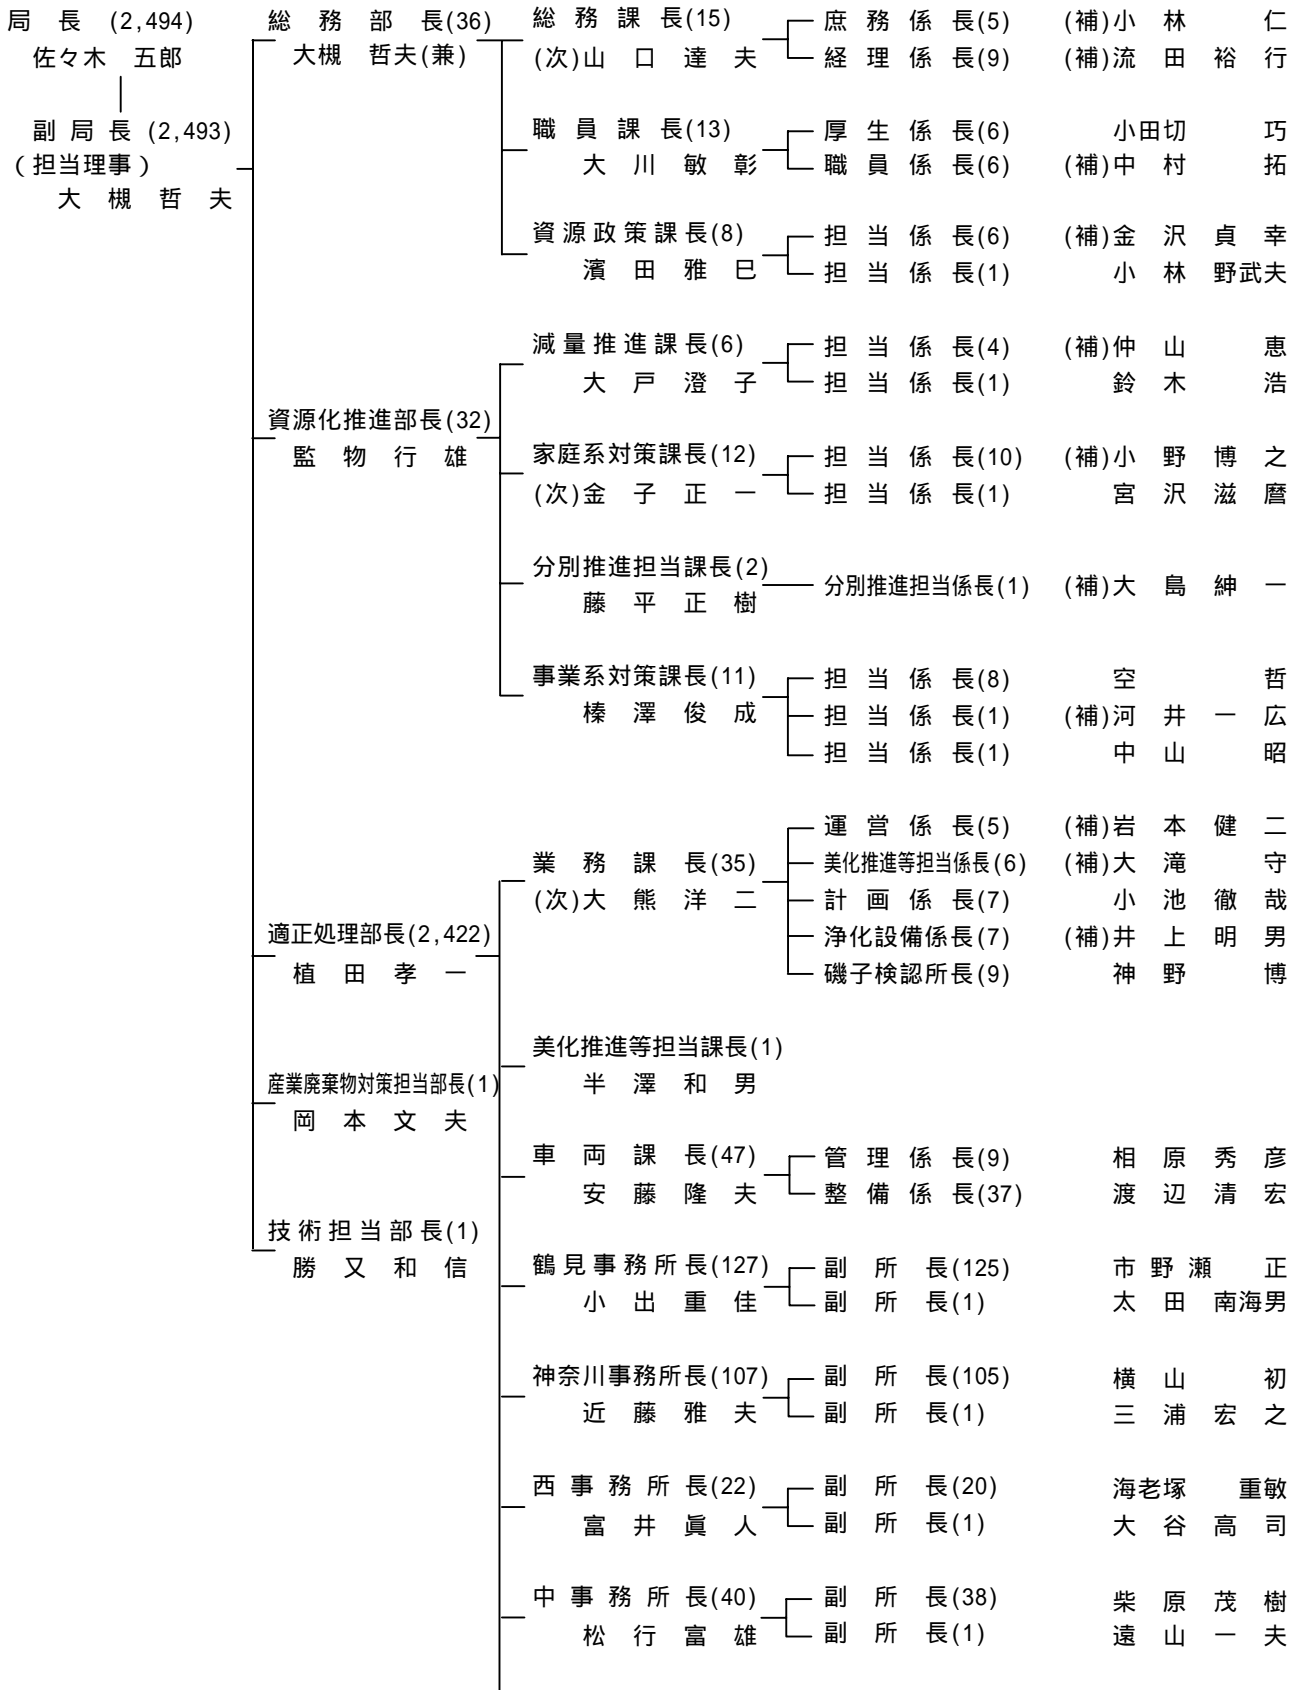 局長 (2,494)
佐々木 五郎
副局長 (2,493)
(担当理事)
大槻哲夫
総務部長(36)
大槻 哲夫(兼)
総務課長(15)
(次)山口達夫
庶務係長(5) (補)小林仁
経理係長(9) (補)流田裕行
職員課長(13)
大川敏彰
厚生係長(6) 小田切巧
職員係長(6) (補)中村拓
資源政策課長(8)
濱田雅巳
担当係長(6) (補)金沢貞幸
担当係長(1) 小林野武夫
資源化推進部長(32)
監物行雄
減量推進課長(6)
大戸澄子
担当係長(4) (補)仲山恵
担当係長(1) 鈴木浩
家庭系対策課長(12)
(次)金子正一
担当係長(10) (補)小野博之
担当係長(1) 宮沢滋麿
分別推進担当課長(2)
藤平正樹
分別推進担当係長(1) (補)大島紳一
事業系対策課長(11)
榛澤俊成
担当係長(8) 空哲
担当係長(1) (補)河井一広
担当係長(1) 中山昭
適正処理部長(2,422)
植田孝一
業務課長(35)
(次)大熊洋二
運営係長(5) (補)岩本健二
美化推進等担当係長(6) (補)大滝守
計画係長(7) 小池徹哉
浄化設備係長(7) (補)井上明男
磯子検認所長(9) 神野博
美化推進等担当課長(1)
半澤和男
車両課長(47)
安藤隆夫
管理係長(9) 相原秀彦
整備係長(37) 渡辺清宏
鶴見事務所長(127)
小出重佳
副所長(125) 市野瀬正
副所長(1) 太田南海男
神奈川事務所長(107)
近藤雅夫
副所長(105) 横山初
副所長(1) 三浦宏之
西事務所長(22)
富井眞人
副所長(20) 海老塚重敏
副所長(1) 大谷高司
中事務所長(40)
松行富雄
副所長(38) 柴原茂樹
副所長(1) 遠山一夫
産業廃棄物対策担当部長(1)
岡本文夫
技術担当部長(1)
勝又和信